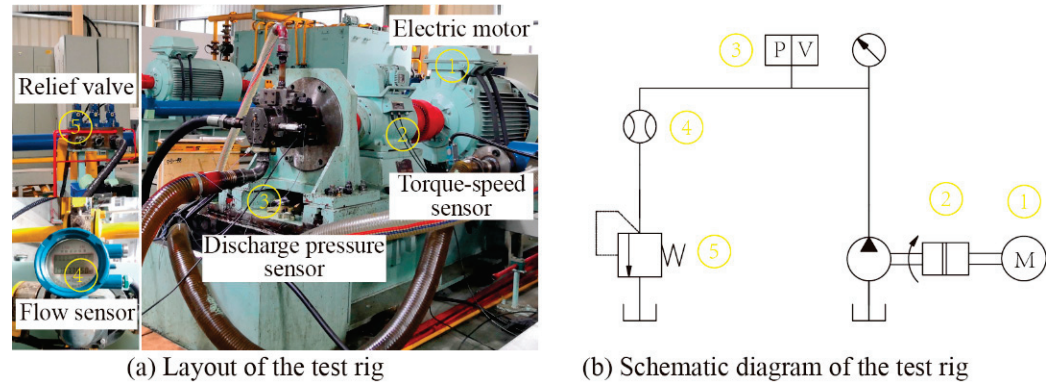 Electric motor
①
Relief valve
⑤
②
Torque-speed
sensor
③
Discharge pressure
sensor
④
Flow sensor
(a) Layout of the test rig
③
P V
④
②
①
⑤
M
(b) Schematic diagram of the test rig